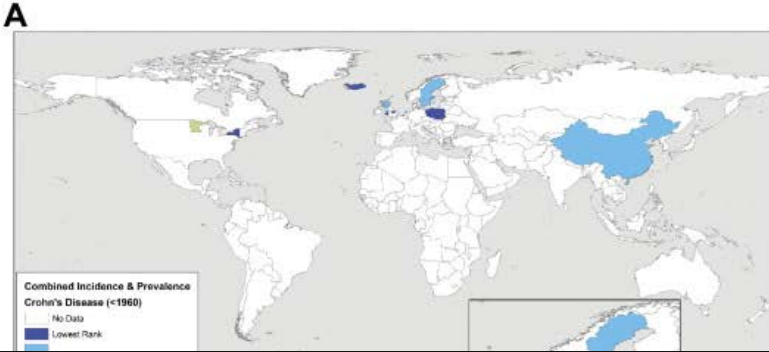 A
Combined Incidence & Prevalence
Crohn's Disease (<1960)
No Data
Lowest Rank